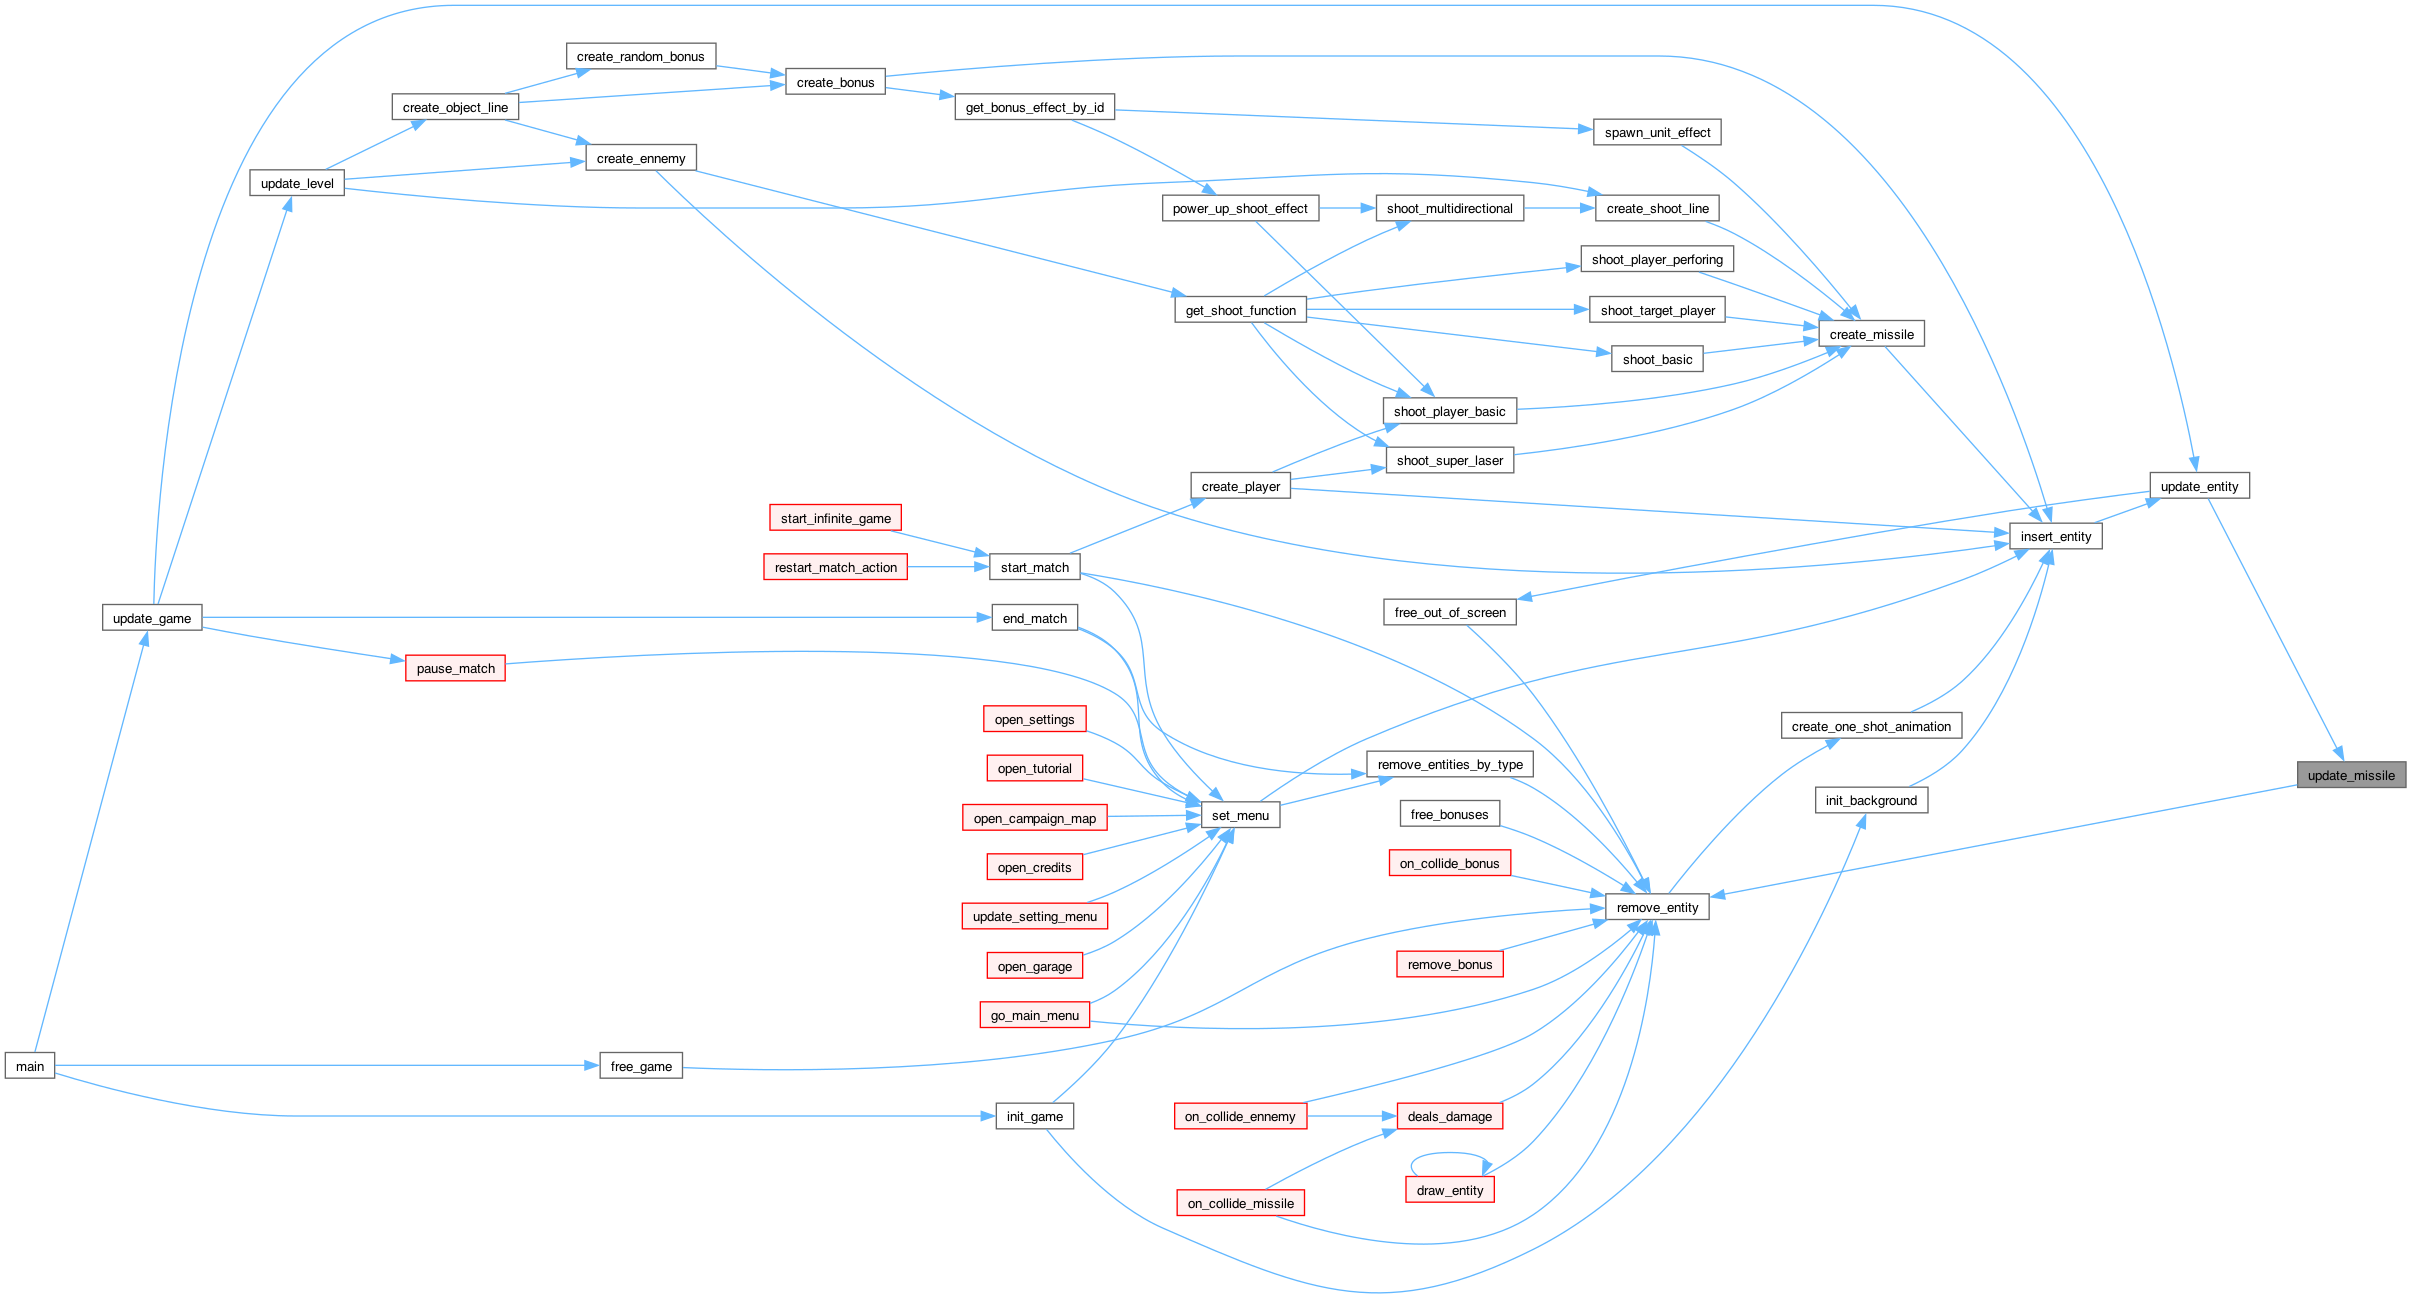 create_random_bonus
create_bonus
create_object_line
get_bonus_effect_by_id
spawn_unit_effect
create_ennemy
update_level
power_up_shoot_effect
shoot_multidirectional
create_shoot_line
shoot_player_perforing
get_shoot_function
shoot_target_player
create_missile
shoot_basic
shoot_player_basic
shoot_super_laser
create_player
update_entity
start_infinite_game
insert_entity
restart_match_action
start_match
free_out_of_screen
update_game
end_match
pause_match
open_settings
create_one_shot_animation
open_tutorial
remove_entities_by_type
update_missile
init_background
open_campaign_map
set_menu
free_bonuses
open_credits
on_collide_bonus
remove_entity
update_setting_menu
open_garage
remove_bonus
go_main_menu
main
free_game
init_game
on_collide_ennemy
deals_damage
draw_entity
on_collide_missile